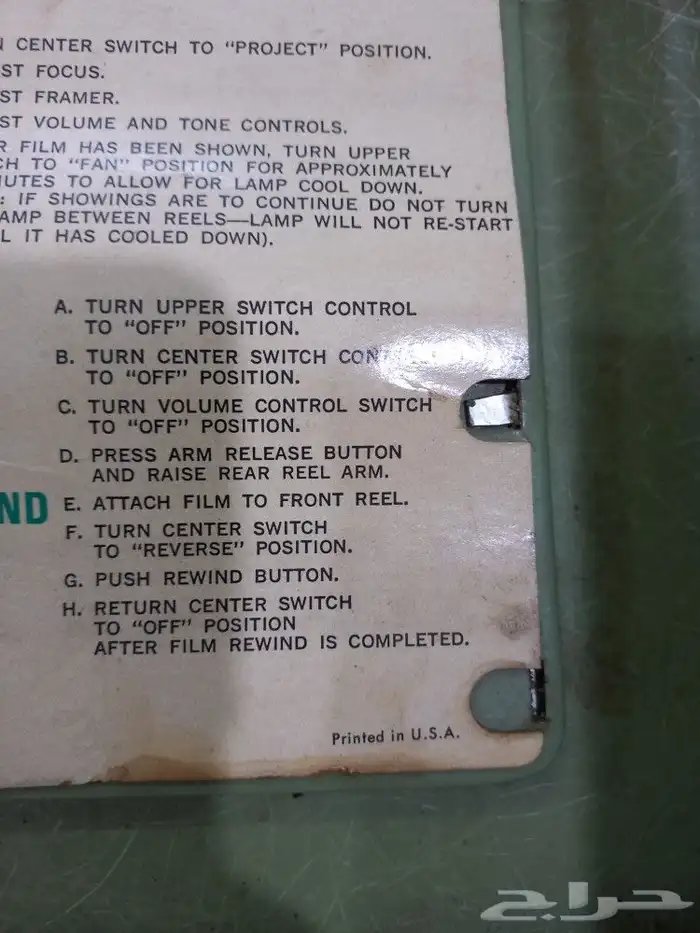 CENTER SWITCH TO “PROJECT” POSITION.
ST FOCUS.
ST FRAMER.
ST VOLUME AND TONE CONTROLS.
R FILM HAS BEEN SHOWN, TURN UPPER
CH TO “FAN” POSITION FOR APPROXIMATELY
UTES TO ALLOW FOR LAMP COOL DOWN.
: IF SHOWINGS ARE TO CONTINUE DO NOT TURN
AMP BETWEEN REELS—LAMP WILL NOT RE-START
L IT HAS COOLED DOWN).
A. TURN UPPER SWITCH CONTROL
TO “OFF” POSITION.
B. TURN CENTER SWITCH CON
TO “OFF” POSITION.
C. TURN VOLUME CONTROL SWITCH
TO “OFF” POSITION.
D. PRESS ARM RELEASE BUTTON
AND RAISE REAR REEL ARM.
ND
E. ATTACH FILM TO FRONT REEL.
F. TURN CENTER SWITCH
TO “REVERSE” POSITION.
G. PUSH REWIND BUTTON.
H. RETURN CENTER SWITCH
TO “OFF” POSITION
AFTER FILM REWIND IS COMPLETED.
Printed in U.S.A.
حراج